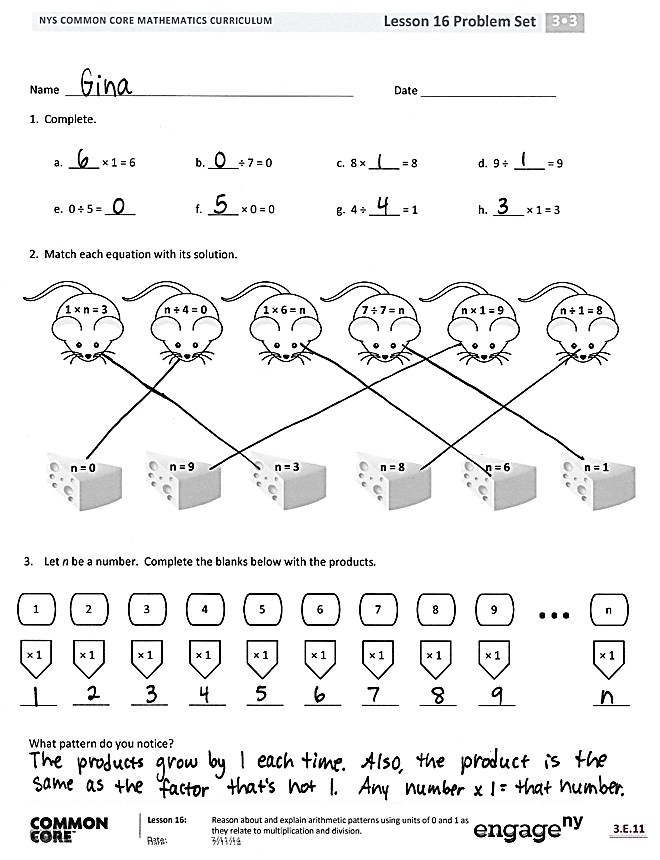 NYS COMMON CORE MATHEMATICS CURRICULUM Lesson 16 Problem Set 3•3
Name Gina Date
1. Complete.
a. 6 × 1 = 6 b. 0 ÷ 7 = 0 c. 8 × 1 = 8 d. 9 ÷ 1 = 9
e. 0 ÷ 5 = 0 f. 5 × 0 = 0 g. 4 ÷ 4 = 1 h. 3 × 1 = 3
2. Match each equation with its solution.
1 × n = 3 n ÷ 4 = 0 1 × 6 = n 7 ÷ 7 = n n × 1 = 9 n ÷ 1 = 8
n = 0 n = 9 n = 3 n = 8 n = 6 n = 1
3. Let n be a number. Complete the blanks below with the products.
1 2 3 4 5 6 7 8 9 ... n
× 1 × 1 × 1 × 1 × 1 × 1 × 1 × 1 × 1 × 1
1 2 3 4 5 6 7 8 9 n
What pattern do you notice?
The products grow by 1 each time. Also, the product is the
same as the factor that's not 1. Any number x 1 = that number.
COMMON CORE
Lesson 16: Reason about and explain arithmetic patterns using units of 0 and 1 as
they relate to multiplication and division.
Date:
engageny
3.E.11